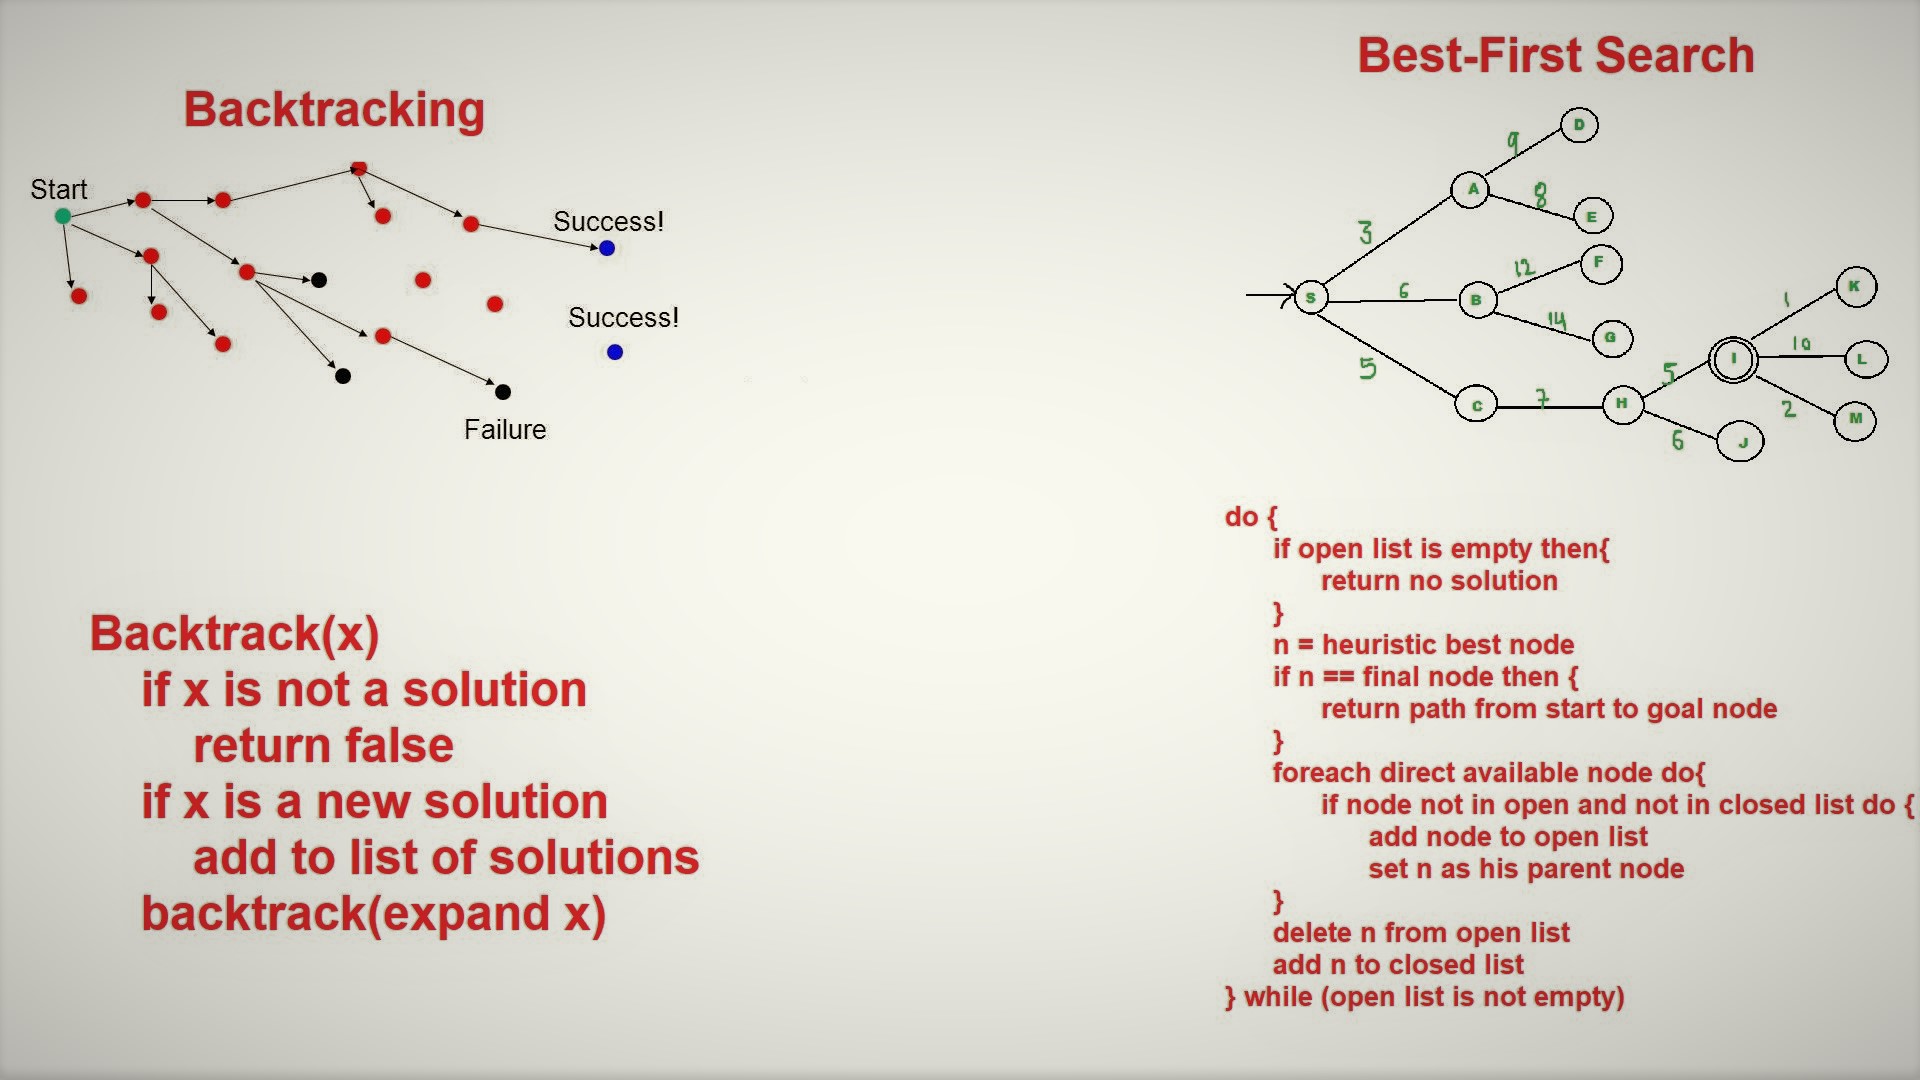 Backtracking
Start
Success!
Success!
Failure
Backtrack(x)
if x is not a solution
return false
if x is a new solution
add to list of solutions
backtrack(expand x)
Best-First Search
D
9
A
8
E
3
F
12
S
6
B
14
G
K
1
I
10
L
5
5
2
M
C
7
H
6
J
do {
if open list is empty then{
return no solution
}
n = heuristic best node
if n == final node then {
return path from start to goal node
}
foreach direct available node do{
if node not in open and not in closed list do {
add node to open list
set n as his parent node
}
delete n from open list
add n to closed list
} while (open list is not empty)